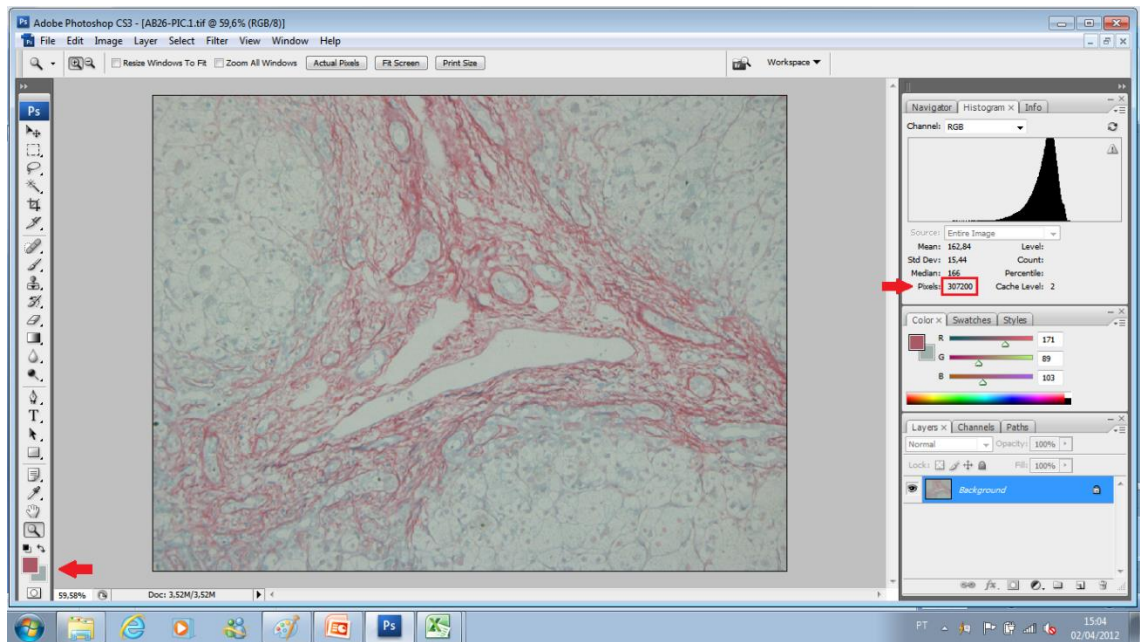 Ps Adobe Photoshop CS3 - [AB26-PIC.1.tif @ 59,6% (RGB/8)]
File Edit Image Layer Select Filter View Window Help
Resize Windows To Fit Zoom All Windows Actual Pixels Fit Screen Print Size Workspace
Ps
Navigator Histogram × Info
Channel: RGB
Source: Entire Image
Mean: 162,84 Level:
Std Dev: 15,44 Count:
Median: 166 Percentile:
Pixels: 307200 Cache Level: 2
Color × Swatches Styles
R 171
G 89
B 103
Layers × Channels Paths
Normal Opacity: 100%
Lock: Fill: 100%
Background
T
59,58% Doc: 3,52M/3,52M
Ps PT 15:04
02/04/2012